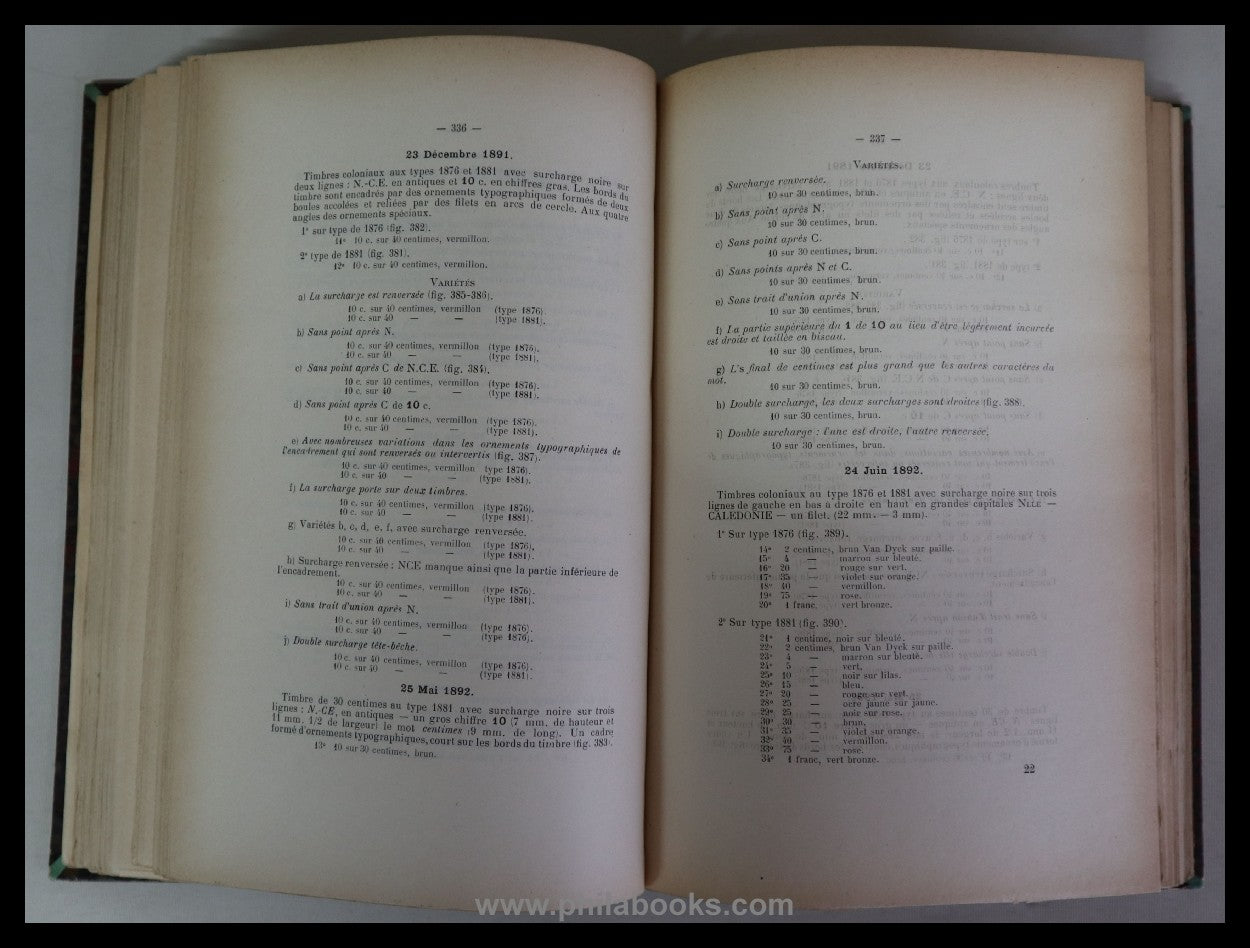 — 336 —
23 Décembre 1891.
Timbres coloniaux aux types 1876 et 1881 avec surcharge noire sur
deux lignes : N.-C.E. en antiques et 10 c. en chiffres gras. Les bords du
timbre sont encadrés par des ornements typographiques formés de deux
boules accolées et reliées par des filets en arcs de cercle. Aux quatre
angles des ornements spéciaux.
1° sur type de 1876 (fig. 382).
11° 10 c. sur 40 centimes, vermillon.
2° type de 1881 (fig. 381).
12° 10 c. sur 40 centimes, vermillon.
VARIÉTÉS
a) La surcharge est renversée (fig. 385-386).
10 c. sur 40 centimes, vermillon (type 1876).
10 c. sur 40 — — (type 1881).
b) Sans point après N.
10 c. sur 40 centimes, vermillon (type 1876).
10 c. sur 40 — — (type 1881).
c) Sans point après C de N.C.E. (fig. 384).
10 c. sur 40 centimes, vermillon (type 1876).
10 c. sur 40 — — (type 1881).
d) Sans point après C de 10 c.
10 c. sur 40 centimes, vermillon (type 1876).
10 c. sur 40 — (type 1881).
e) Avec nombreuses variations dans les ornements typographiques de
l'encadrement qui sont renversés ou intervertis (fig. 387).
10 c. sur 40 centimes, vermillon type 1876).
10 c. sur 40 — — (type 1881).
f) La surcharge porte sur deux timbres.
10 c. sur 40 centimes, vermillon (type 1876).
10 c. sur 40 — — (type 1881).
g) Variétés b, c, d, e, f, avec surcharge renversée.
10 c. sur 40 centimes, vermillon (type 1876).
10 c. sur 40 — — (type 1881).
h) Surcharge renversée : NCE manque ainsi que la partie inférieure de
l'encadrement.
10 c. sur 40 centimes, vermillon (type 1876).
10 c. sur 40 — — (type 1881).
i) Sans trait d'union après N.
10 c. sur 40 centimes, vermillon (type 1876).
10 c. sur 40 — — (type 1876).
j) Double surcharge tête-bêche.
10 c. sur 40 centimes, vermillon (type 1876).
10 c. sur 40 — — (type 1881).
25 Mai 1892.
Timbre de 30 centimes au type 1881 avec surcharge noire sur trois
lignes : N.-CE, en antiques — un gros chiffre 10 (7 mm. de hauteur et
11 mm. 1/2 de largeur) le mot centimes (9 mm. de long). Un cadre
formé d'ornements typographiques, court sur les bords du timbre (fig. 383).
13° 10 sur 30 centimes, brun.
— 237 —
VARIÉTÉS.
a) Surcharge renversée.
10 sur 30 centimes, brun.
b) Sans point après N.
10 sur 30 centimes, brun.
c) Sans point après C.
10 sur 30 centimes, brun.
d) Sans points après N et C.
10 sur 30 centimes, brun.
e) Sans trait d'union après N.
10 sur 30 centimes, brun.
f) La partie supérieure du 1 de 10 au lieu d'être légèrement incurcée
est droite et taillée en biseau.
10 sur 30 centimes, brun.
g) L's final de centimes est plus grand que les autres caractères du
mot.
10 sur 30 centimes, brun.
h) Double surcharge, les deux surcharges sont droites (fig. 388).
10 sur 30 centimes, brun.
i) Double surcharge : l'une est droite, l'autre renversée.
10 sur 30 centimes, brun.
24 Juin 1892.
Timbres coloniaux au type 1876 et 1881 avec surcharge noire sur trois
lignes de gauche en bas à droite en haut en grandes capitales NLLE —
CALEDONIE — un filet. (22 mm. — 3 mm).
1° Sur type 1876 (fig. 389).
14° 2 centimes, brun Van Dyck sur paille.
15° 4 — marron sur bleuté.
16° 20 — rouge sur vert.
17° 35 — violet sur orange.
18° 40 — vermillon.
19° 75 — rose.
20° 1 franc, vert bronze.
2° Sur type 1881 (fig. 390).
21° 1 centime, noir sur bleuté.
22° 2 centimes, brun Van Dyck sur paille.
23° 4 — marron sur bleuté.
24° 5 — vert.
25° 10 — noir sur lilas.
26° 15 — bleu.
27° 20 — rouge sur vert.
28° 25 — ocre jaune sur jaune.
29° 25 — noir sur rose.
30° 30 — brun.
31° 35 — violet sur orange.
32° 40 — vermillon.
33° 75 — rose.
34° 1 franc, vert bronze.
22
www.philabooks.com